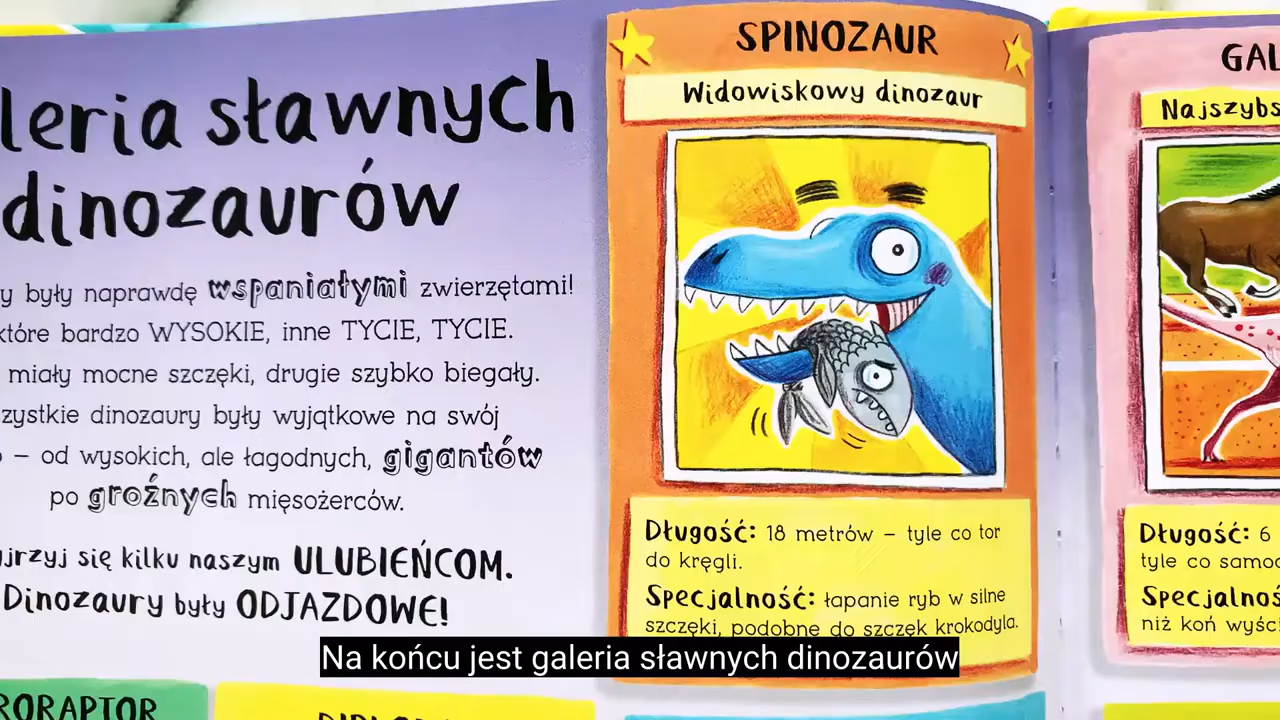 leria sławnych
dinozaurów
y były naprawdę wspaniałymi zwierzętami!
które bardzo WYSOKIE, inne TYCIE, TYCIE.
miały mocne szczęki, drugie szybko biegały.
zystkie dinozaury były wyjątkowe na swój
– od wysokich, ale łagodnych, gigantów
po groźnych mięsożerców.
jrzyj się kilku naszym ULUBIEŃCOM.
Dinozaury były ODJAZDOWE!
RORAPTOR
SPINOZAUR
Widowiskowy dinozaur
Długość: 18 metrów – tyle co tor
do kręgli.
Specjalność: łapanie ryb w silne
szczęki, podobne do szczęk krokodyla.
GAL
Najszybs
Długość: 6
tyle co samoc
Specjalnoś
niż koń wyści
Na końcu jest galeria sławnych dinozaurów